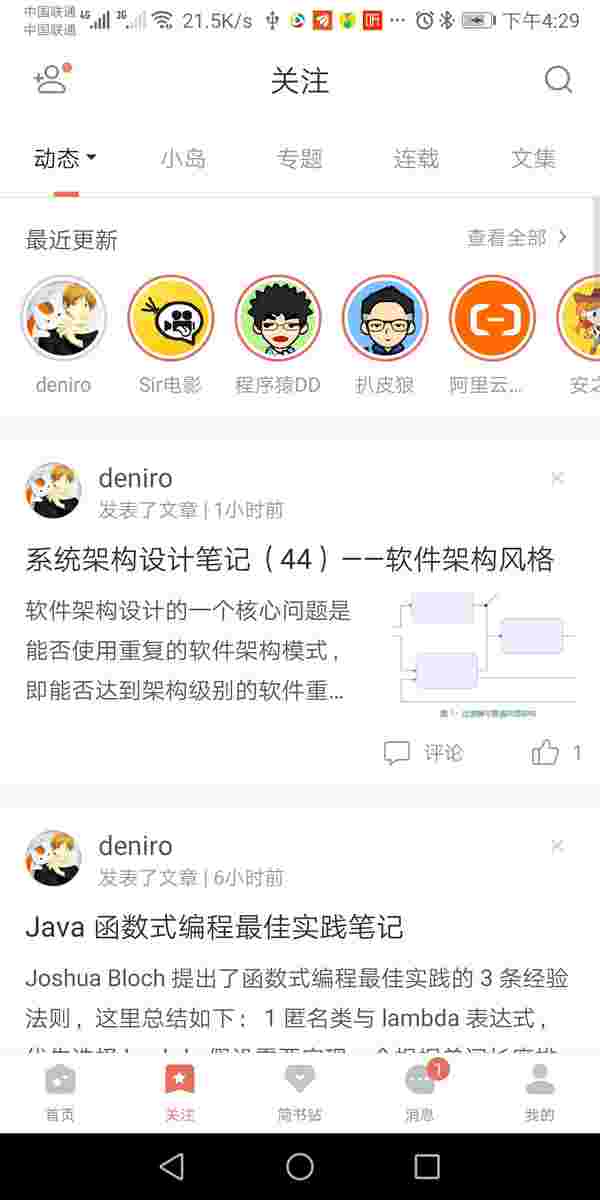 中国联通 4G 3G 21.5K/s 听 下午4:29
中国联通
关注
动态 小岛 专题 连载 文集
最近更新 查看全部
deniro Sir电影 程序猿DD 扒皮狼 阿里云... 安之
deniro
发表了文章 | 1小时前
系统架构设计笔记（44）——软件架构风格
软件架构设计的一个核心问题是
能否使用重复的软件架构模式，
即能否达到架构级别的软件重...
评论 1
deniro
发表了文章 | 6小时前
Java 函数式编程最佳实践笔记
Joshua Bloch 提出了函数式编程最佳实践的 3 条经验
法则，这里总结如下： 1 匿名类与 lambda 表达式，
1
首页 关注 简书钻 消息 我的